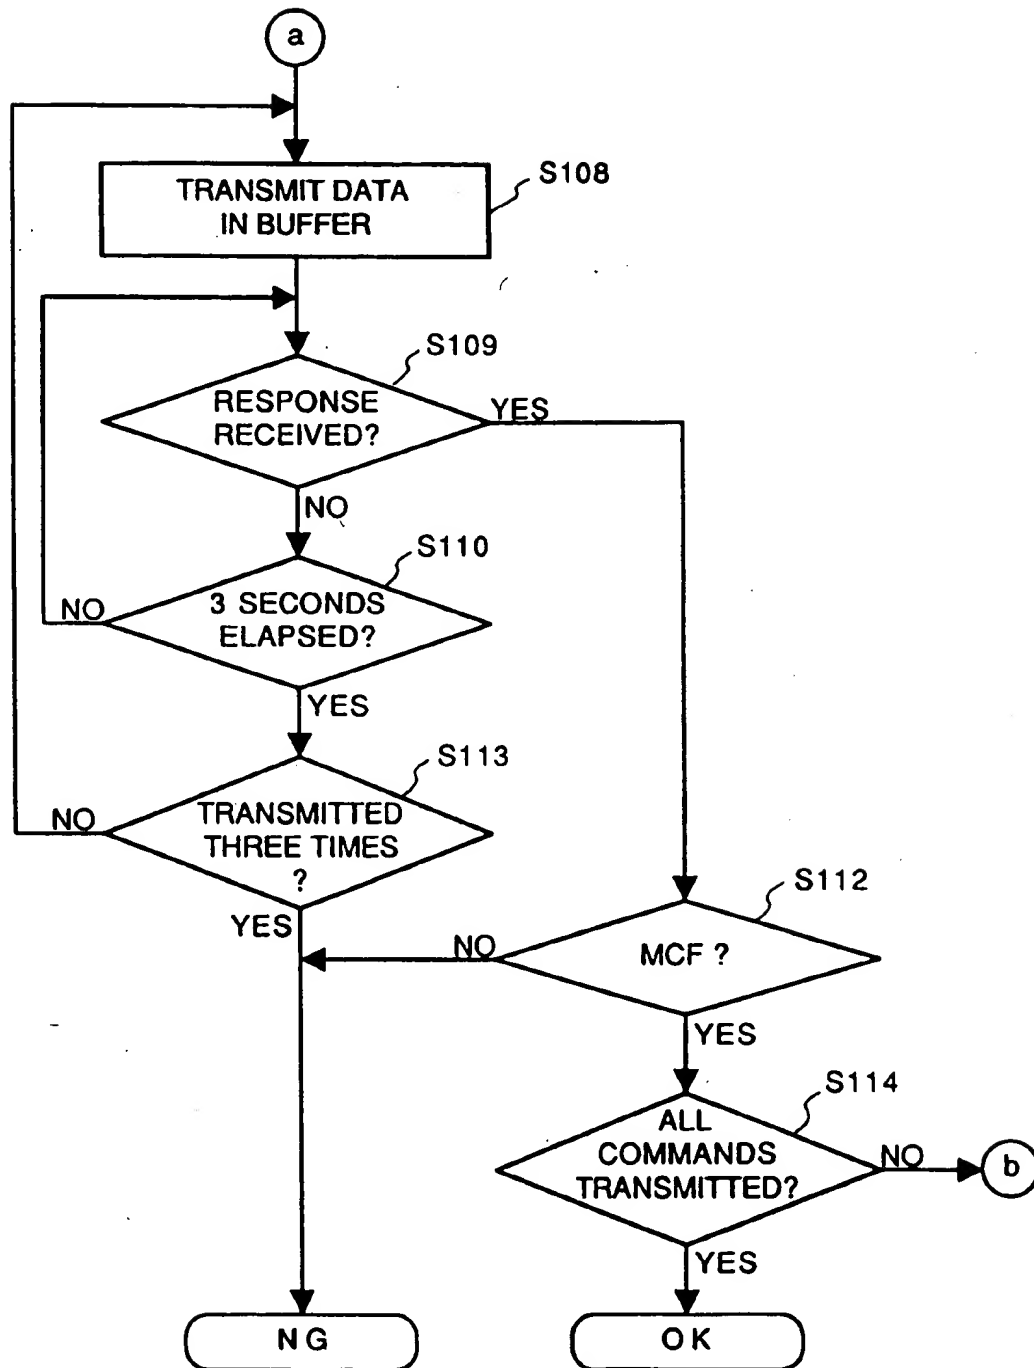 a
TRANSMIT DATA
IN BUFFER
S108
S109
RESPONSE
RECEIVED?
YES
NO
S110
3 SECONDS
ELAPSED?
NO
YES
S113
TRANSMITTED
THREE TIMES
?
NO
YES
S112
MCF ?
NO
YES
S114
ALL
COMMANDS
TRANSMITTED?
NO
b
YES
NG
OK